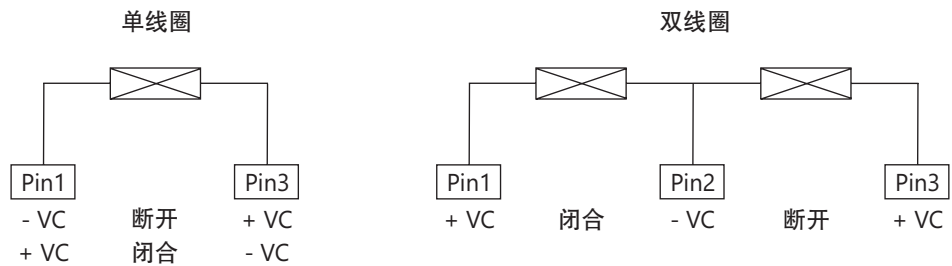 单线圈 双线圈
Pin1 Pin3 Pin1 Pin2 Pin3
- VC 断开 + VC + VC 闭合 - VC 断开 + VC
+ VC 闭合 - VC